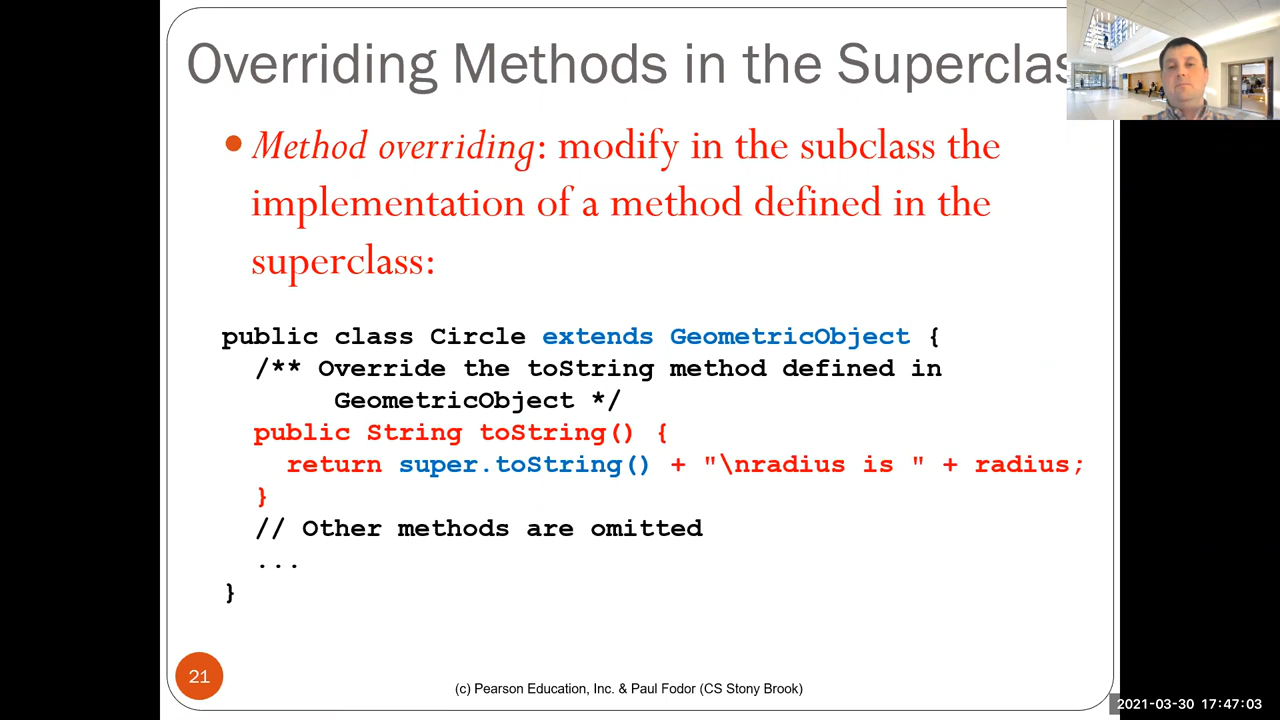 Overriding Methods in the Superclas
• Method overriding: modify in the subclass the
implementation of a method defined in the
superclass:
public class Circle extends GeometricObject {
/** Override the toString method defined in
GeometricObject */
public String toString() {
return super.toString() + "\nradius is " + radius;
}
// Other methods are omitted
...
}
21
(c) Pearson Education, Inc. & Paul Fodor (CS Stony Brook)
2021-03-30 17:47:03